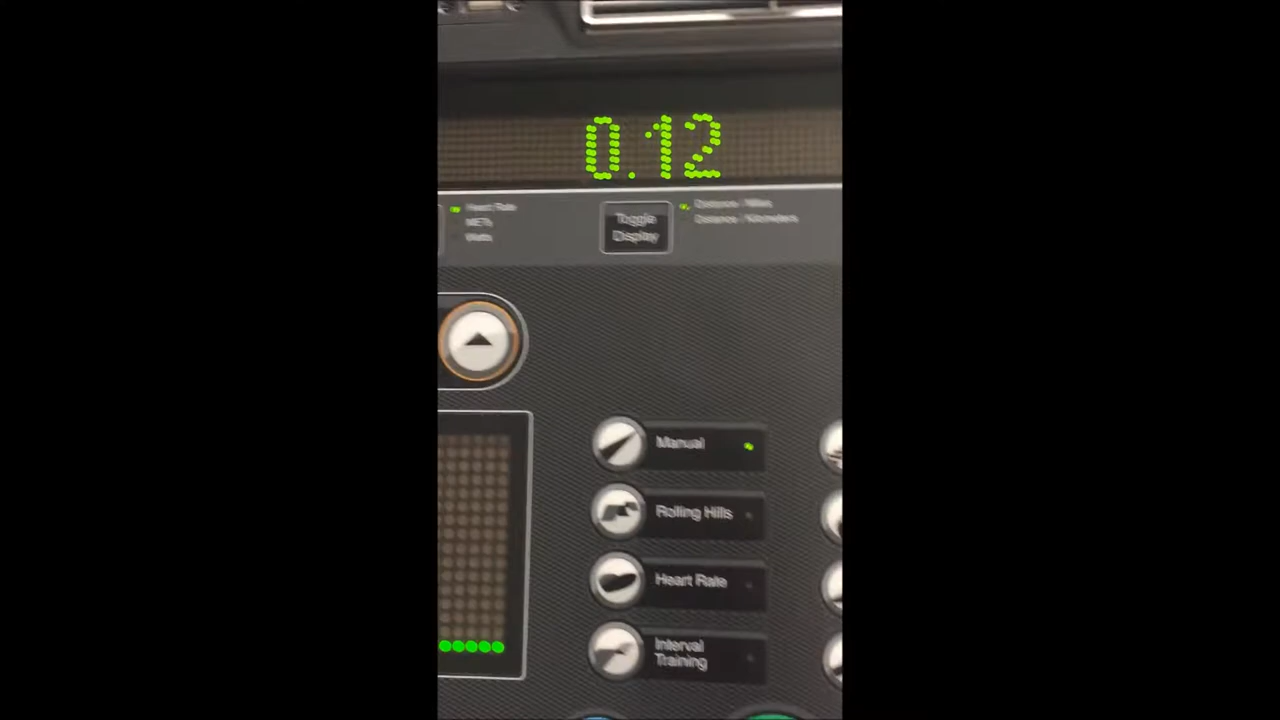 0.12
Heart Rate
METs
Watts
Toggle
Display
Distance / Miles
Distance / Kilometers
Manual
Rolling Hills
Heart Rate
Interval
Training